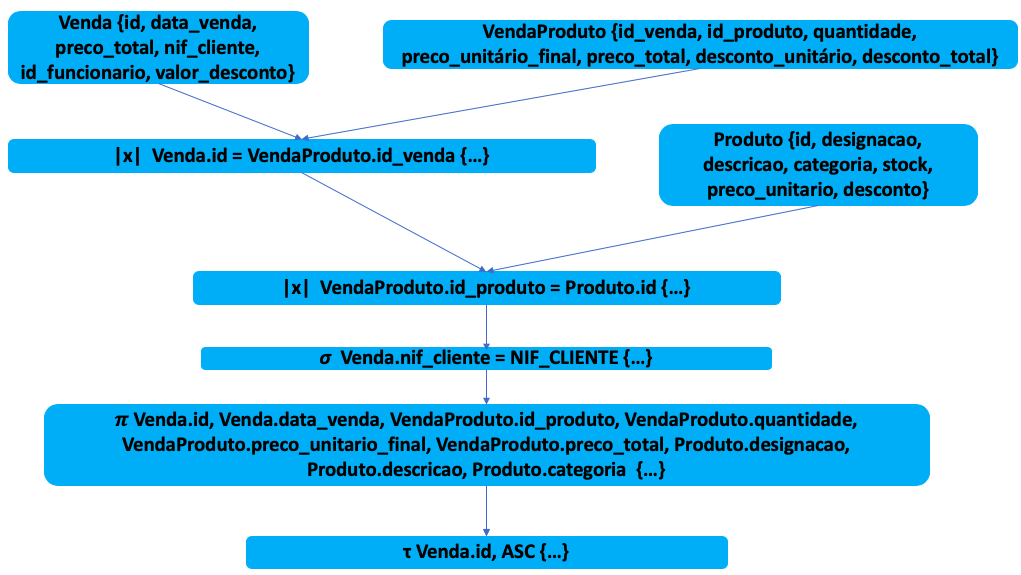 Venda {id, data_venda,
preco_total, nif_cliente,
id_funcionario, valor_desconto}
VendaProduto {id_venda, id_produto, quantidade,
preco_unitário_final, preco_total, desconto_unitário, desconto_total}
|x| Venda.id = VendaProduto.id_venda {...}
Produto {id, designacao,
descricao, categoria, stock,
preco_unitario, desconto}
|x| VendaProduto.id_produto = Produto.id {...}
σ Venda.nif_cliente = NIF_CLIENTE {...}
π Venda.id, Venda.data_venda, VendaProduto.id_produto, VendaProduto.quantidade,
VendaProduto.preco_unitario_final, VendaProduto.preco_total, Produto.designacao,
Produto.descricao, Produto.categoria {...}
τ Venda.id, ASC {...}